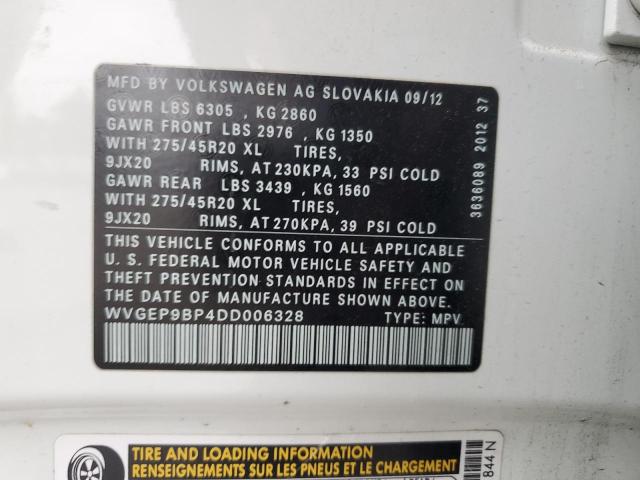 MFD BY VOLKSWAGEN AG SLOVAKIA 09/12
GVWR LBS 6305 , KG 2860
GAWR FRONT LBS 2976 , KG 1350
WITH 275/45R20 XL TIRES,
9JX20 RIMS, AT 230KPA, 33 PSI COLD
GAWR REAR LBS 3439 , KG 1560
WITH 275/45R20 XL TIRES,
9JX20 RIMS, AT 270KPA, 39 PSI COLD
THIS VEHICLE CONFORMS TO ALL APPLICABLE
U. S. FEDERAL MOTOR VEHICLE SAFETY AND
THEFT PREVENTION STANDARDS IN EFFECT ON
THE DATE OF MANUFACTURE SHOWN ABOVE.
WVGEP9BP4DD006328 TYPE: MPV
3636089 2012 37
TIRE AND LOADING INFORMATION
RENSEIGNEMENTS SUR LES PNEUS ET LE CHARGEMENT
844 N